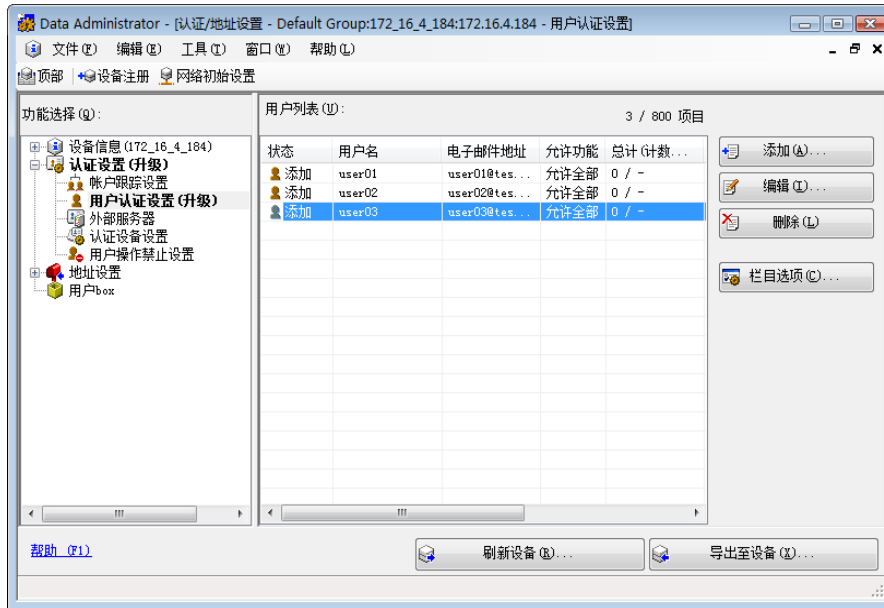 Data Administrator - [认证/地址设置 - Default Group:172_16_4_184:172.16.4.184 - 用户认证设置]
文件(F) 编辑(E) 工具(T) 窗口(W) 帮助(L)
顶部 设备注册 网络初始设置
功能选择(Q):
设备信息(172_16_4_184)
认证设置(升级)
帐户跟踪设置
用户认证设置(升级)
外部服务器
认证设备设置
用户操作禁止设置
地址设置
用户box
用户列表(U):
3 / 800 项目
状态 用户名 电子邮件地址 允许功能 总计(计数...
添加 user01 user01@tes... 允许全部 0 / -
添加 user02 user02@tes... 允许全部 0 / -
添加 user03 user03@tes... 允许全部 0 / -
添加(A)...
编辑(I)...
删除(L)
栏目选项(C)...
帮助 (F1)
刷新设备(R)...
导出至设备(X)...